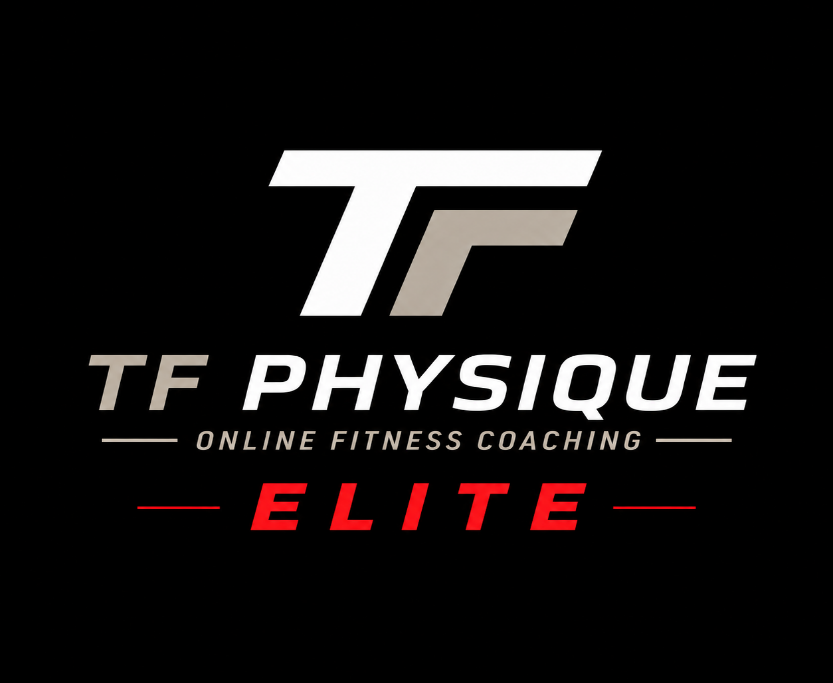 TF
TF PHYSIQUE
ONLINE FITNESS COACHING
ELITE